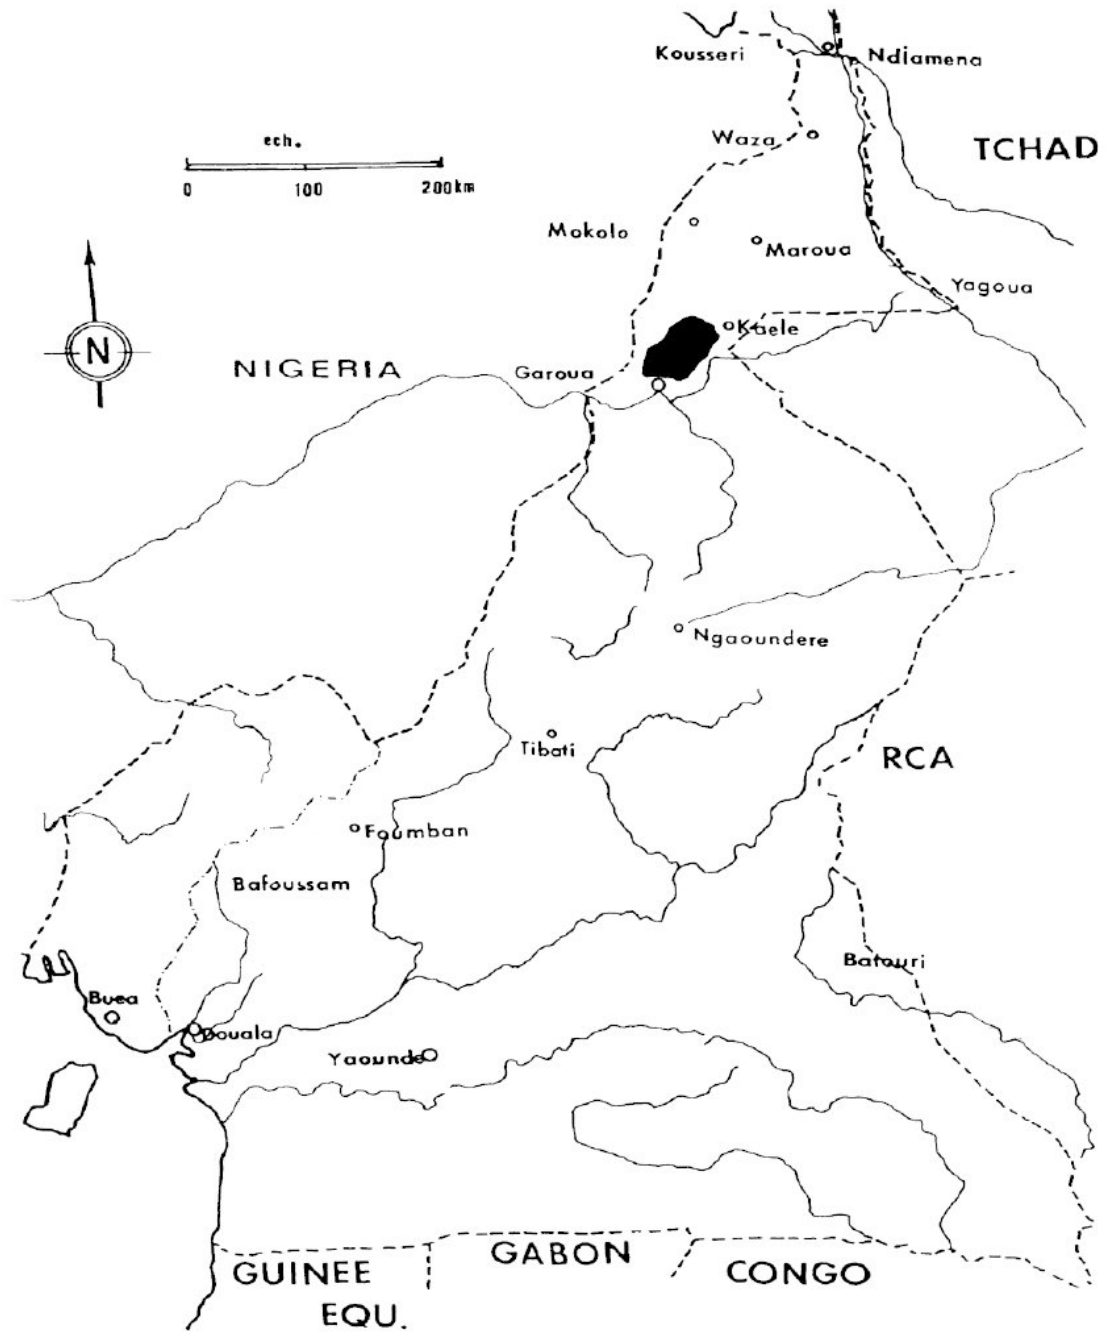 Kousseri
Ndiamena
ech.
Waza
TCHAD
0 100 200km
Mokolo
Maroua
Yagoua
Kaele
N
NIGERIA
Garoua
Ngaoundere
Tibati
RCA
Foumban
Bafoussam
Batouri
Buea
Douala
Yaounde
GUINEE
EQU.
GABON
CONGO